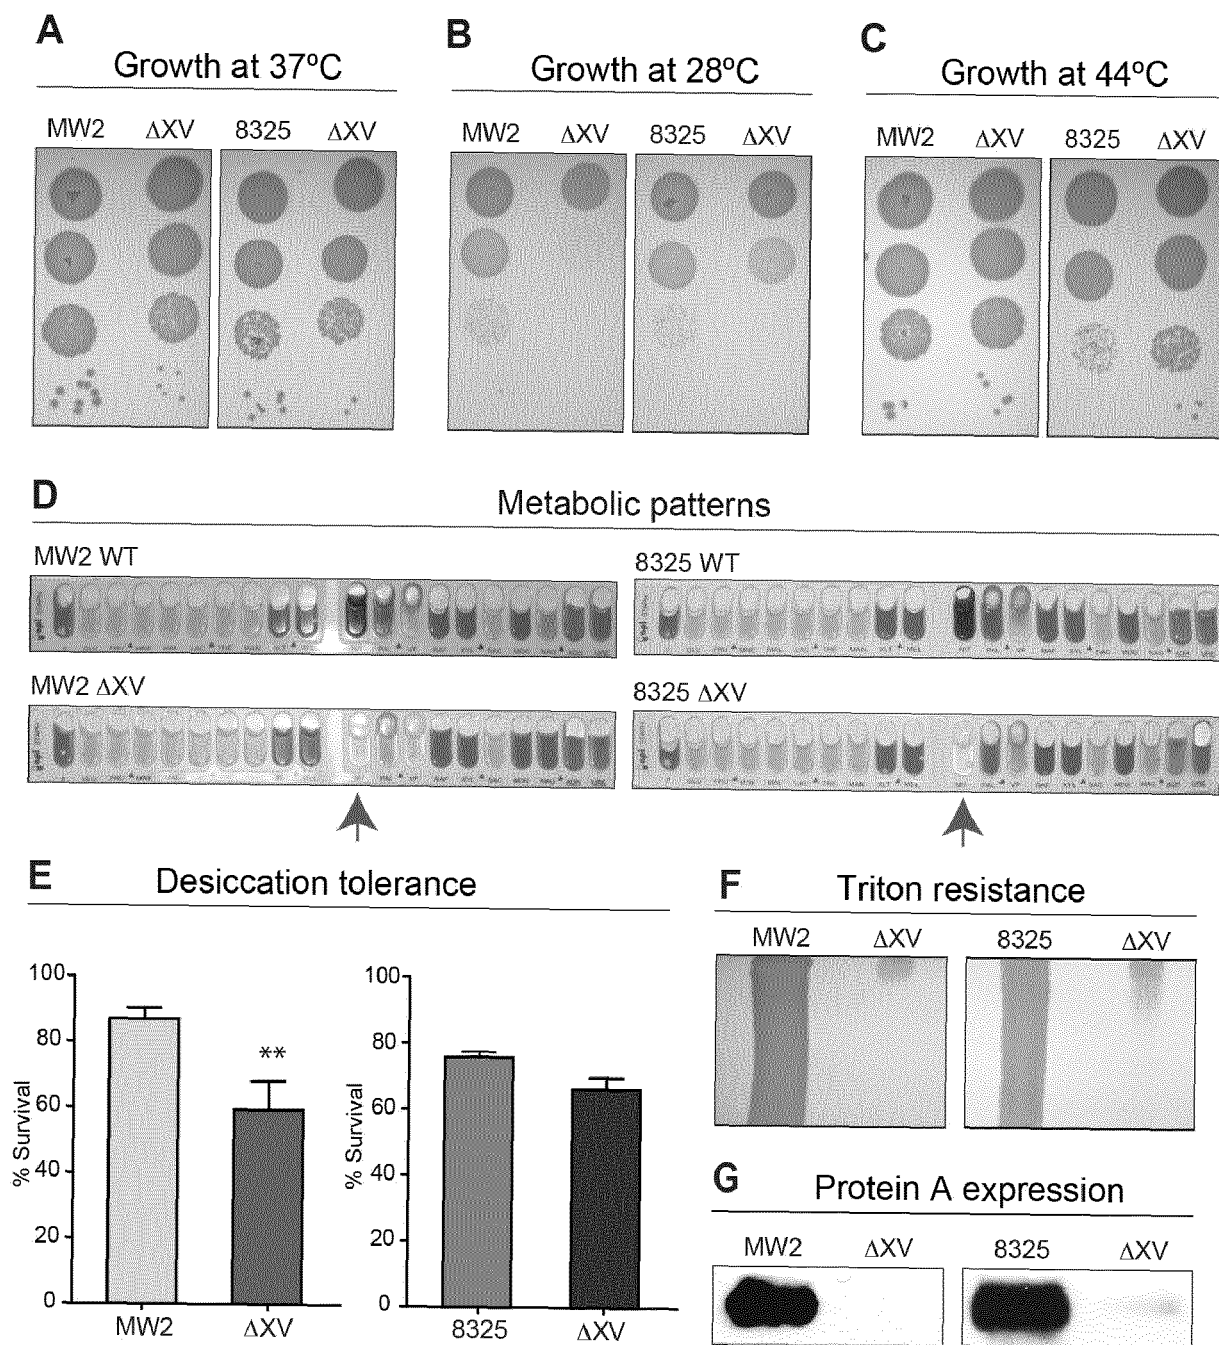 A
Growth at 37ºC
MW2 ΔXV 8325 ΔXV
B
Growth at 28ºC
MW2 ΔXV 8325 ΔXV
C
Growth at 44ºC
MW2 ΔXV 8325 ΔXV
D
Metabolic patterns
MW2 WT
8325 WT
MW2 ΔXV
8325 ΔXV
E
Desiccation tolerance
% Survival
100
80
60
40
20
0
**
MW2 ΔXV
% Survival
100
80
60
40
20
0
8325 ΔXV
F
Triton resistance
MW2 ΔXV 8325 ΔXV
G
Protein A expression
MW2 ΔXV 8325 ΔXV